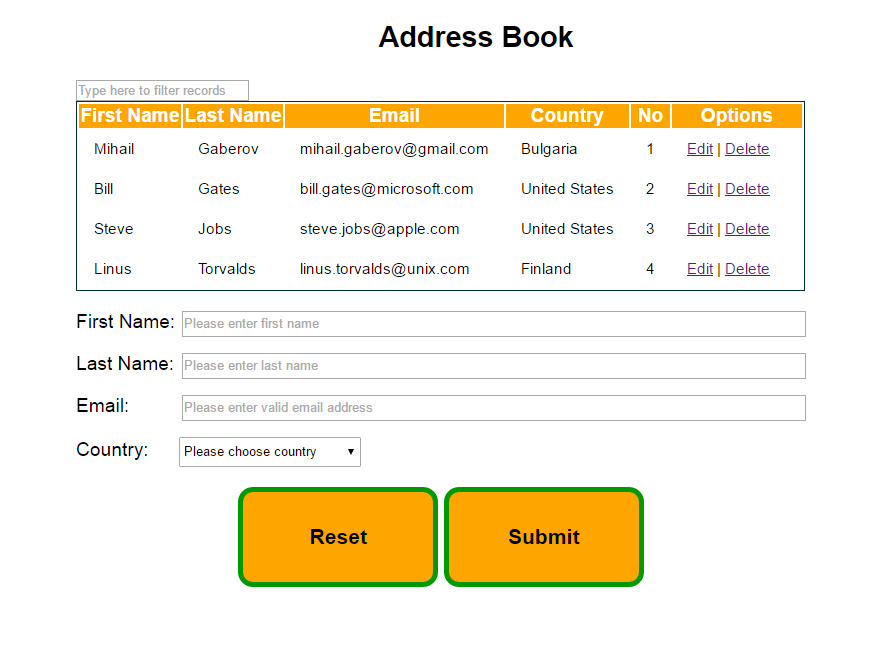 Address Book
Type here to filter records
First Name Last Name Email Country No Options
Mihail Gaberov mihail.gaberov@gmail.com Bulgaria 1 Edit | Delete
Bill Gates bill.gates@microsoft.com United States 2 Edit | Delete
Steve Jobs steve.jobs@apple.com United States 3 Edit | Delete
Linus Torvalds linus.torvalds@unix.com Finland 4 Edit | Delete
First Name: Please enter first name
Last Name: Please enter last name
Email: Please enter valid email address
Country: Please choose country
Reset Submit